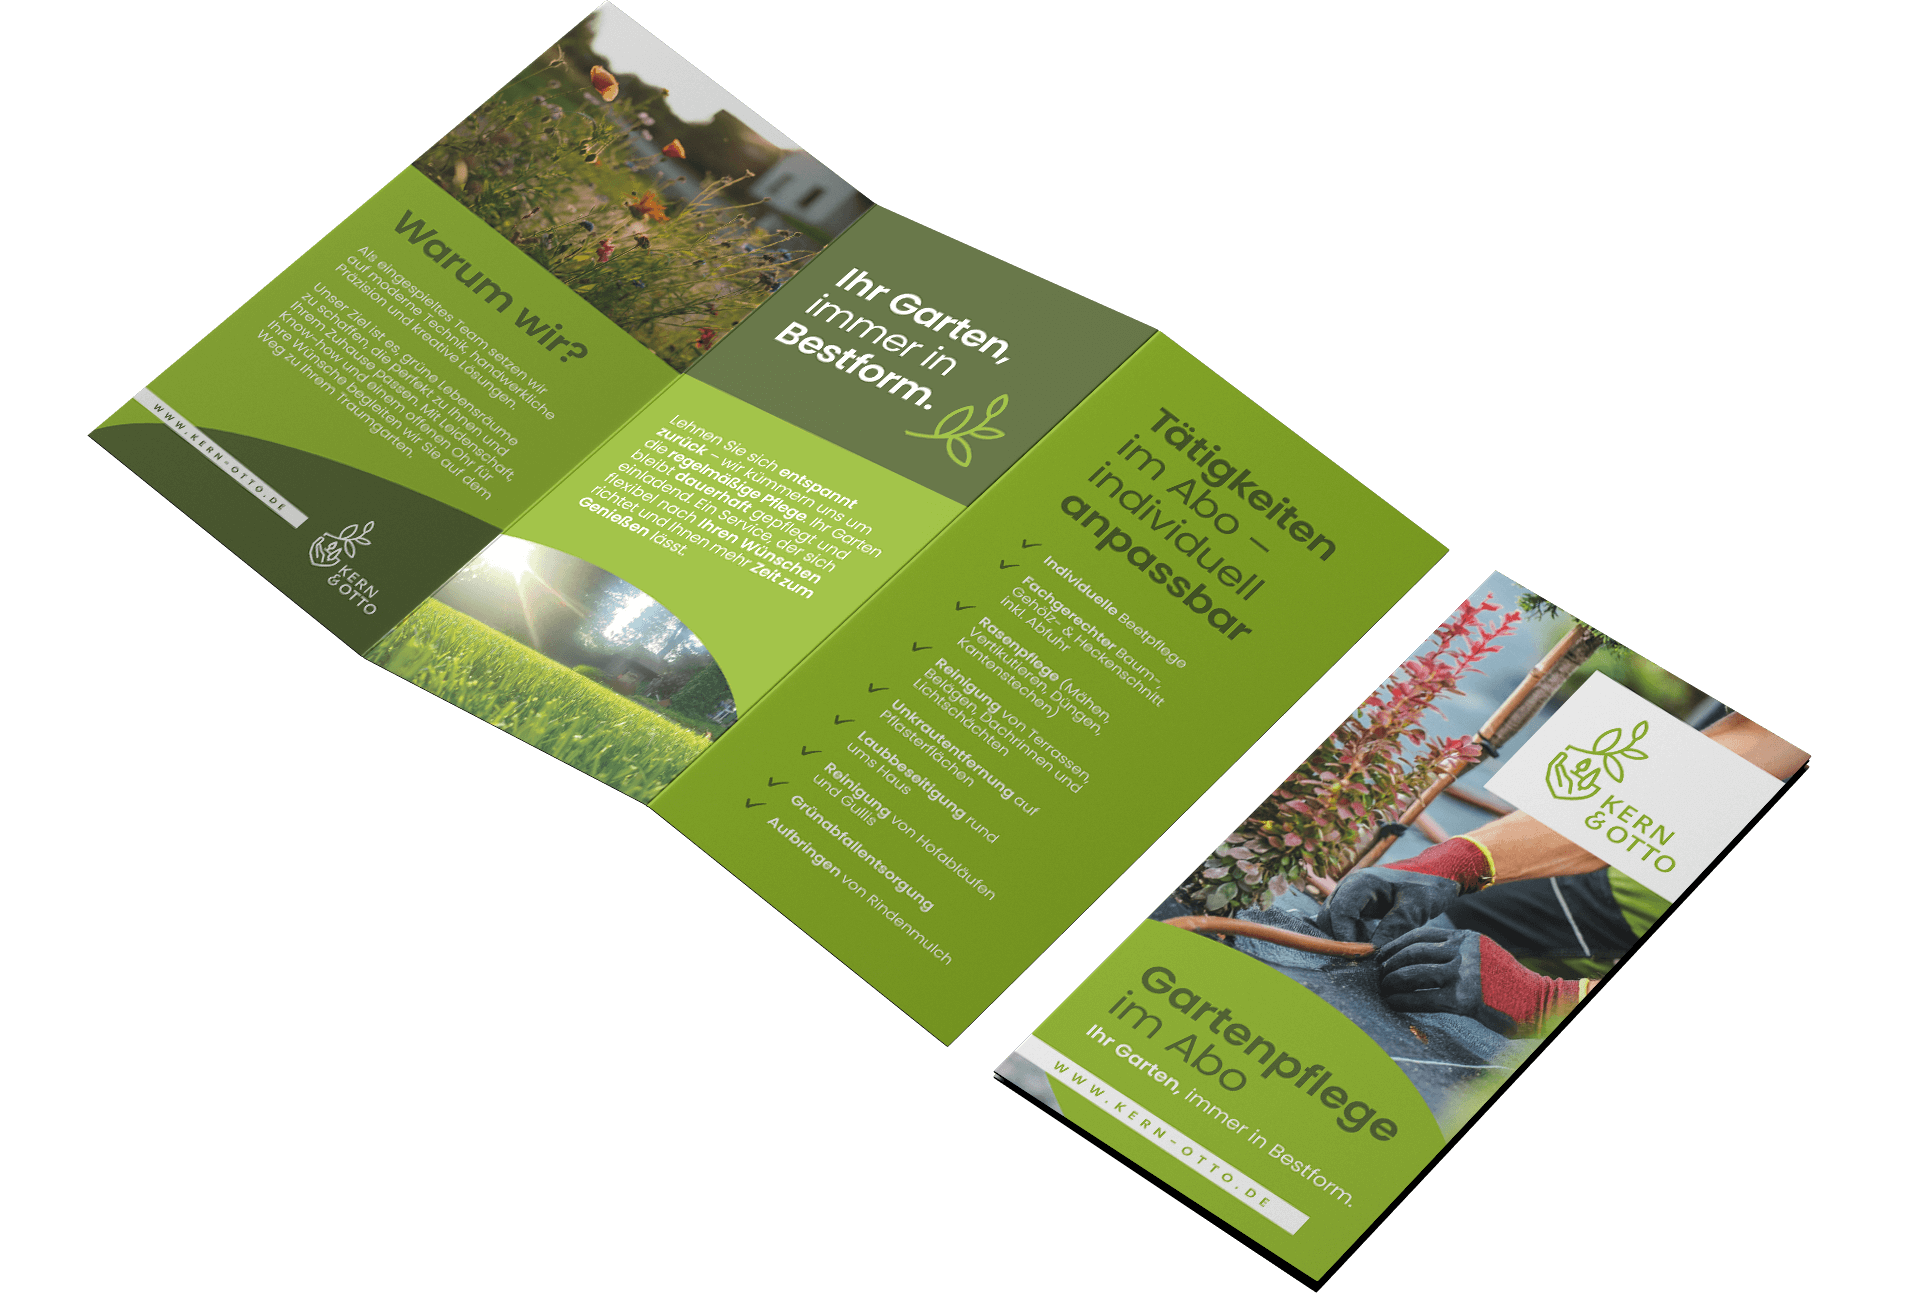 Warum wir?
Als eingespieltes Team setzen wir
auf moderne Technik, handwerkliche
Präzision und kreative Lösungen.
Unser Ziel ist es, grüne Lebensräume
zu schaffen, die perfekt zu Ihnen und
Ihrem Zuhause passen. Mit Leidenschaft,
Know-how und einem offenen Ohr für
Ihre Wünsche begleiten wir Sie auf dem
Weg zu Ihrem Traumgarten.
WWW.KERN-OTTO.DE
KERN
&OTTO
Ihr Garten,
immer in
Bestform.
Lehnen Sie sich entspannt
zurück – wir kümmern uns um
die regelmäßige Pflege. Ihr Garten
bleibt dauerhaft gepflegt und
einladend. Ein Service, der sich
flexibel nach Ihren Wünschen
richtet und Ihnen mehr Zeit zum
Genießen lässt.
Tätigkeiten
im Abo –
individuell
anpassbar
Individuelle Beetpflege
Fachgerechter Baum-,
Gehölz- & Heckenschnitt
inkl. Abfuhr
Rasenpflege (Mähen,
Vertikutieren, Düngen,
Kantenstechen)
Reinigung von Terrassen,
Belägen, Dachrinnen und
Lichtschächten
Unkrautentfernung auf
Pflasterflächen
Laubbeseitigung rund
ums Haus
Reinigung von Hofabläufen
und Gullis
Grünabfallentsorgung
Aufbringen von Rindenmulch
KERN
&OTTO
Gartenpflege
im Abo
Ihr Garten, immer in Bestform.
WWW.KERN-OTTO.DE